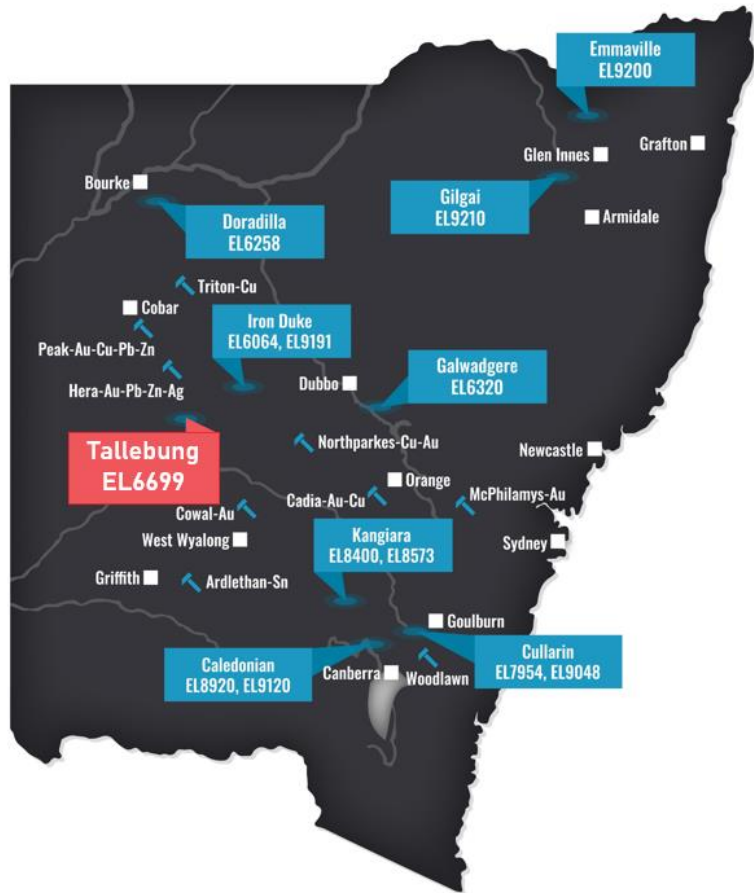 Emmaville
EL9200
Glen Innes
Grafton
Bourke
Gilgai
EL9210
Armidale
Doradilla
EL6258
Triton-Cu
Cobar
Iron Duke
EL6064, EL9191
Peak-Au-Cu-Pb-Zn
Hera-Au-Pb-Zn-Ag
Dubbo
Galwadgere
EL6320
Tallebung
EL6699
Northparkes-Cu-Au
Newcastle
Orange
Cadia-Au-Cu
McPhilamys-Au
Cowal-Au
West Wyalong
Kangiara
EL8400, EL8573
Sydney
Griffith
Ardlethan-Sn
Goulburn
Caledonian
EL8920, EL9120
Canberra
Woodlawn
Cullarin
EL7954, EL9048